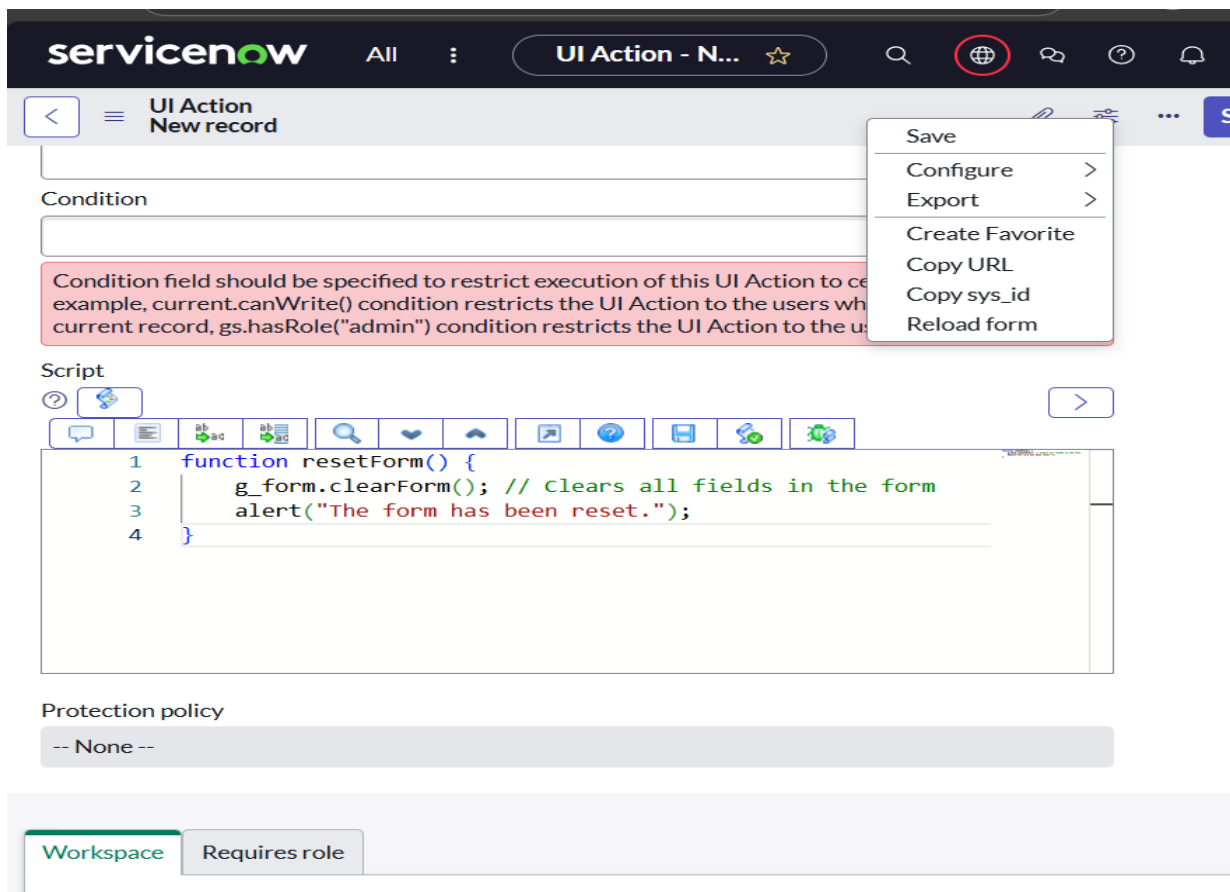 servicenow All UI Action - N...
UI Action
New record
S
Save
Configure
Export
Create Favorite
Copy URL
Copy sys_id
Reload form
Condition
Condition field should be specified to restrict execution of this UI Action to ce
example, current.canWrite() condition restricts the UI Action to the users wh
current record, gs.hasRole("admin") condition restricts the UI Action to the u
Script
1 function resetForm() {
2 g_form.clearForm(); // Clears all fields in the form
3 alert("The form has been reset.");
4 }
Protection policy
-- None --
Workspace Requires role